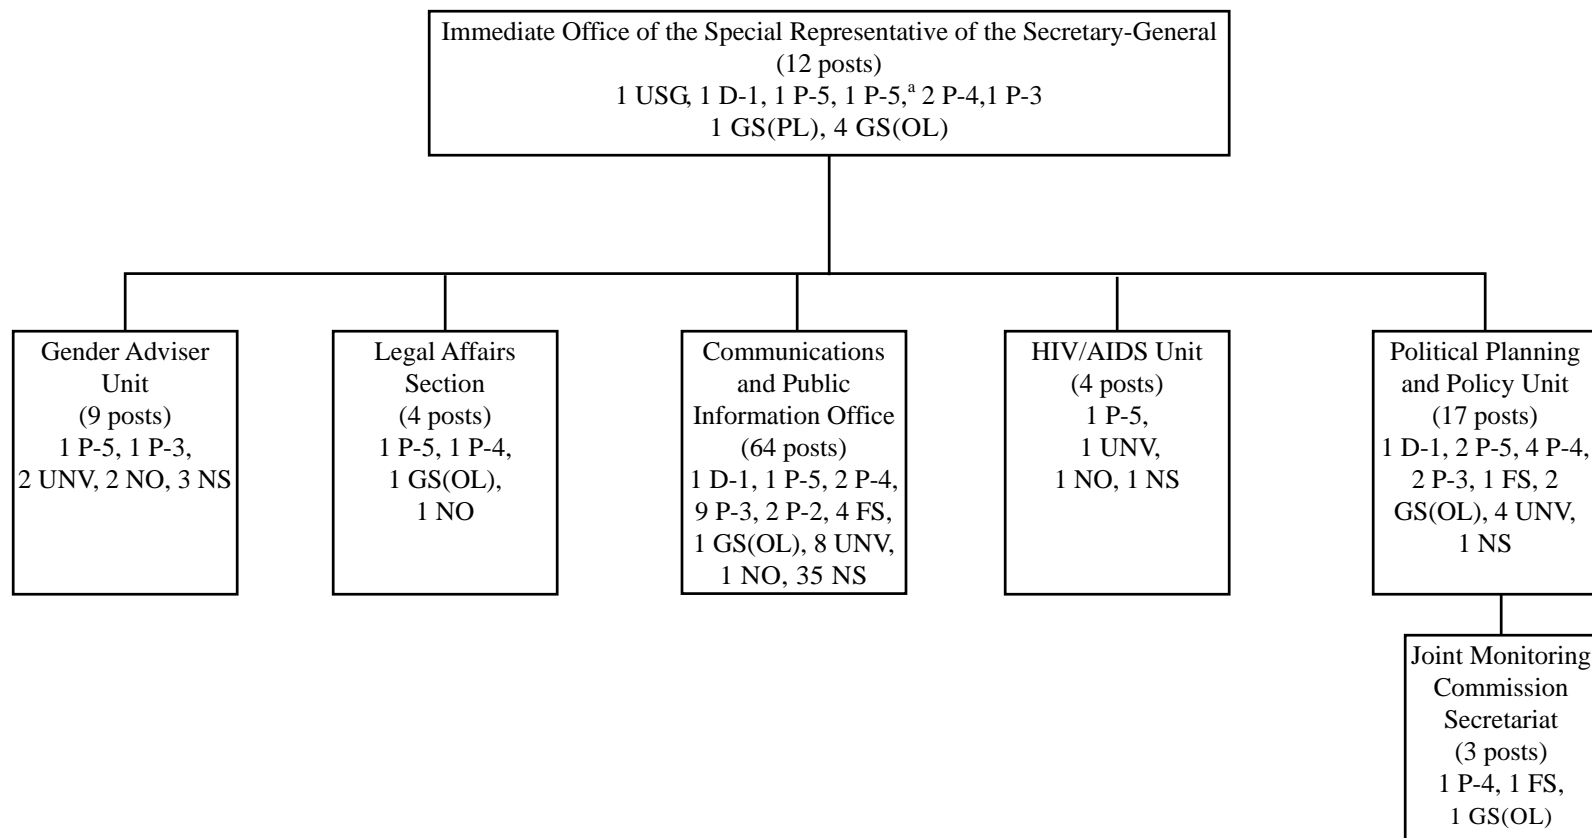 Immediate Office of the Special Representative of the Secretary-General
(12 posts)
1 USG, 1 D-1, 1 P-5, 1 P-5,ª 2 P-4,1 P-3
1 GS(PL), 4 GS(OL)
Gender Adviser
Unit
(9 posts)
1 P-5, 1 P-3,
2 UNV, 2 NO, 3 NS
Legal Affairs
Section
(4 posts)
1 P-5, 1 P-4,
1 GS(OL),
1 NO
Communications
and Public
Information Office
(64 posts)
1 D-1, 1 P-5, 2 P-4,
9 P-3, 2 P-2, 4 FS,
1 GS(OL), 8 UNV,
1 NO, 35 NS
HIV/AIDS Unit
(4 posts)
1 P-5,
1 UNV,
1 NO, 1 NS
Political Planning
and Policy Unit
(17 posts)
1 D-1, 2 P-5, 4 P-4,
2 P-3, 1 FS, 2
GS(OL), 4 UNV,
1 NS
Joint Monitoring
Commission
Secretariat
(3 posts)
1 P-4, 1 FS,
1 GS(OL)